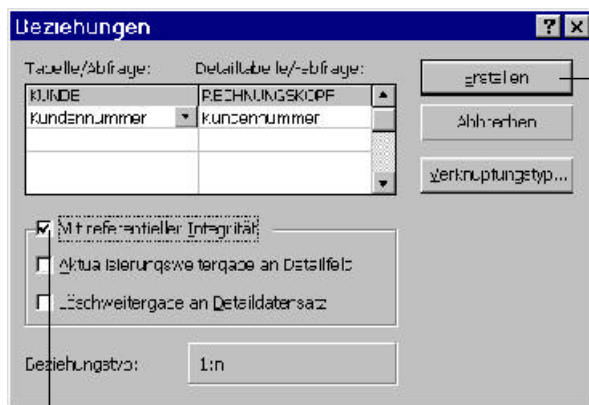 Beziehungen
Tabelle/Abfrage: Detailtabelle/-abfrage:
Erstellen
KUNDE RECHNUNGSKOPF
Kundennummer Kundennummer
Abbrechen
Verknüpfungstyp...
Mit referentieller Integrität
Aktualisierungsweitergabe an Detailfeld
Löschweitergabe an Detaildatensatz
Beziehungstyp: 1:n